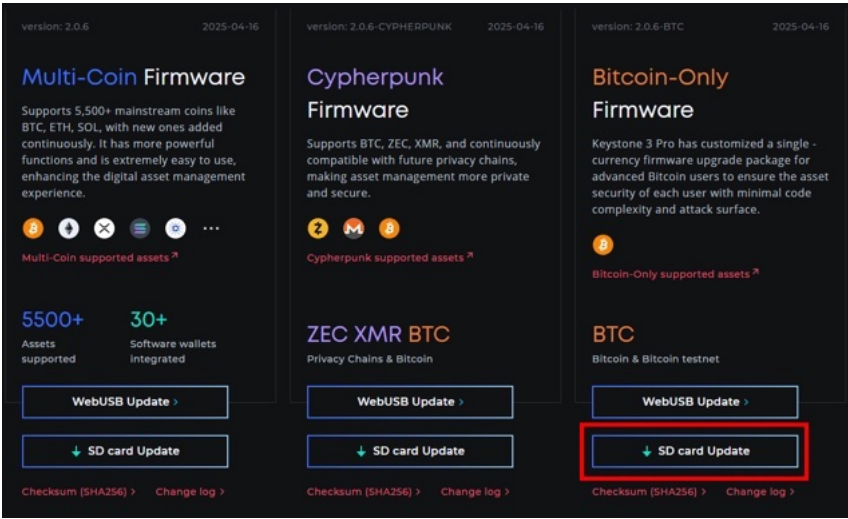 version: 2.0.6
2025-04-16
Multi-Coin Firmware
Supports 5,500+ mainstream coins like
BTC, ETH, SOL, with new ones added
continuously. It has more powerful
functions and is extremely easy to use,
enhancing the digital asset management
experience.
Multi-Coin supported assets
5500+
Assets
supported
30+
Software wallets
integrated
WebUSB Update >
SD card Update
Checksum (SHA256) >
Change log >
version: 2.0.6-CYPHERPUNK
2025-04-16
Cypherpunk
Firmware
Supports BTC, ZEC, XMR, and continuously
compatible with future privacy chains,
making asset management more private
and secure.
Cypherpunk supported assets
ZEC XMR BTC
Privacy Chains & Bitcoin
WebUSB Update >
SD card Update
Checksum (SHA256) >
Change log >
version: 2.0.6-BTC
2025-04-16
Bitcoin-Only
Firmware
Keystone 3 Pro has customized a single -
currency firmware upgrade package for
advanced Bitcoin users to ensure the asset
security of each user with minimal code
complexity and attack surface.
Bitcoin-Only supported assets
BTC
Bitcoin & Bitcoin testnet
WebUSB Update >
SD card Update
Checksum (SHA256) >
Change log >